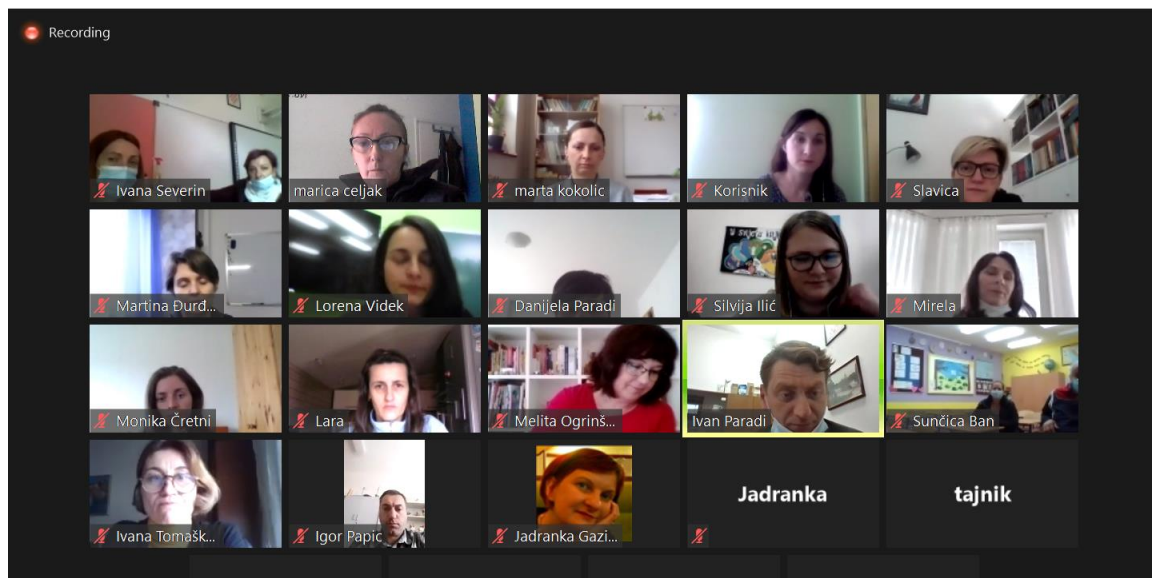 Recording
Ivana Severin
marica celjak
marta kokolic
Korisnik
Slavica
Martina Đurđ...
Lorena Videk
Danijela Paradi
Silvija Ilić
Mirela
Monika Čretni
Lara
Melita Ogrinš...
Ivan Paradi
Sunčica Ban
Ivana Tomašk...
Igor Papic
Jadranka Gazi...
Jadranka
tajnik